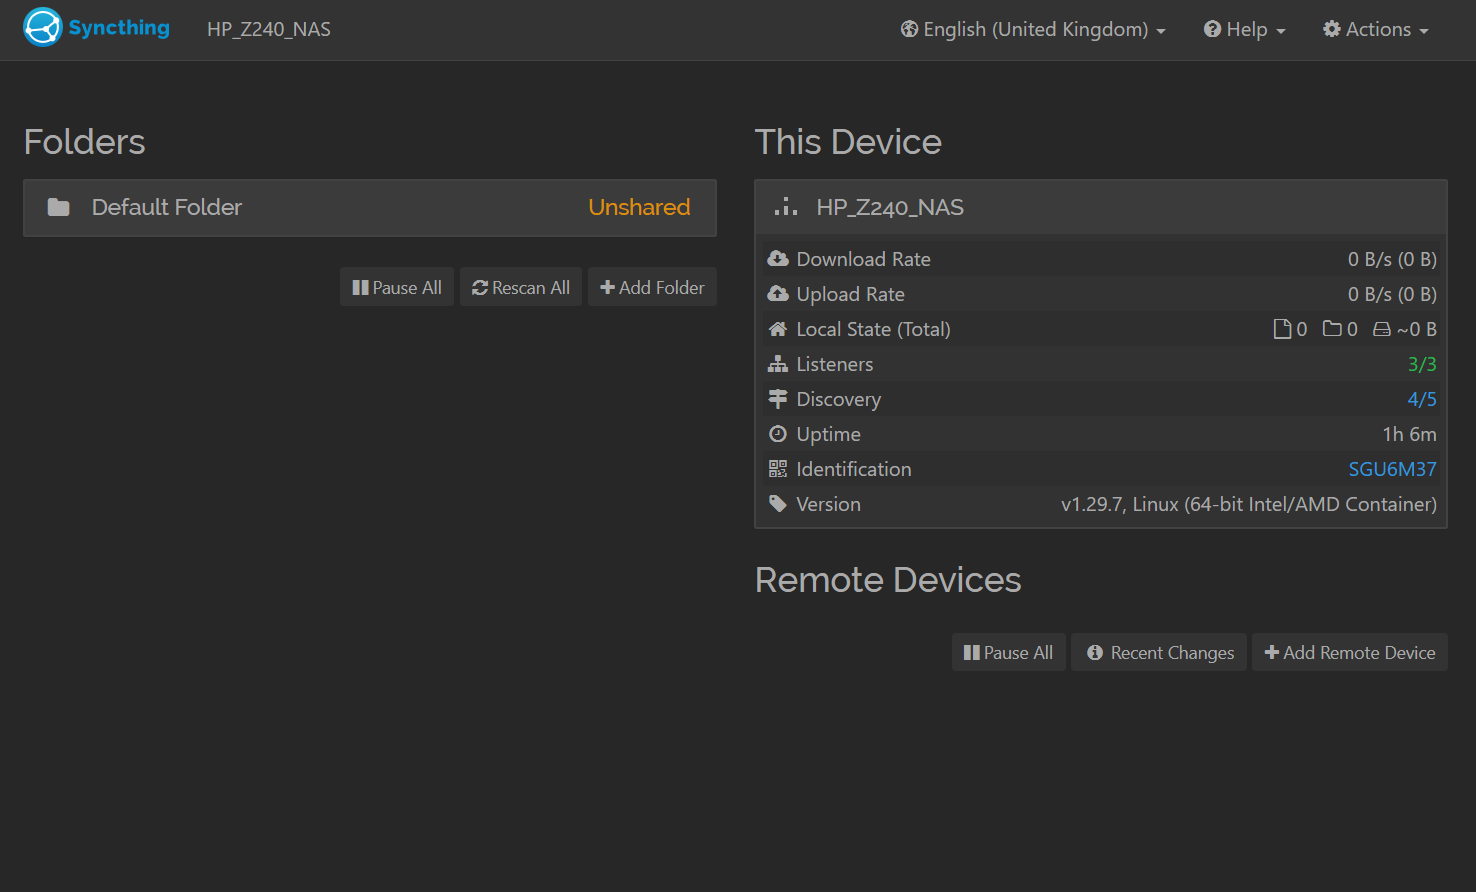 Syncthing HP_Z240_NAS English (United Kingdom) Help Actions
Folders
Default Folder Unshared
Pause All Rescan All Add Folder
This Device
HP_Z240_NAS
Download Rate 0 B/s (0 B)
Upload Rate 0 B/s (0 B)
Local State (Total) 0 0 ~0 B
Listeners 3/3
Discovery 4/5
Uptime 1h 6m
Identification SGU6M37
Version v1.29.7, Linux (64-bit Intel/AMD Container)
Remote Devices
Pause All Recent Changes Add Remote Device